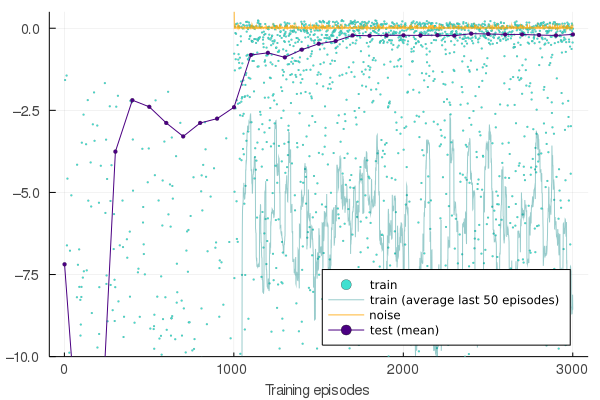 0.0
−2.5
−5.0
−7.5
−10.0
train
train (average last 50 episodes)
noise
test (mean)
0
1000
2000
3000
Training episodes